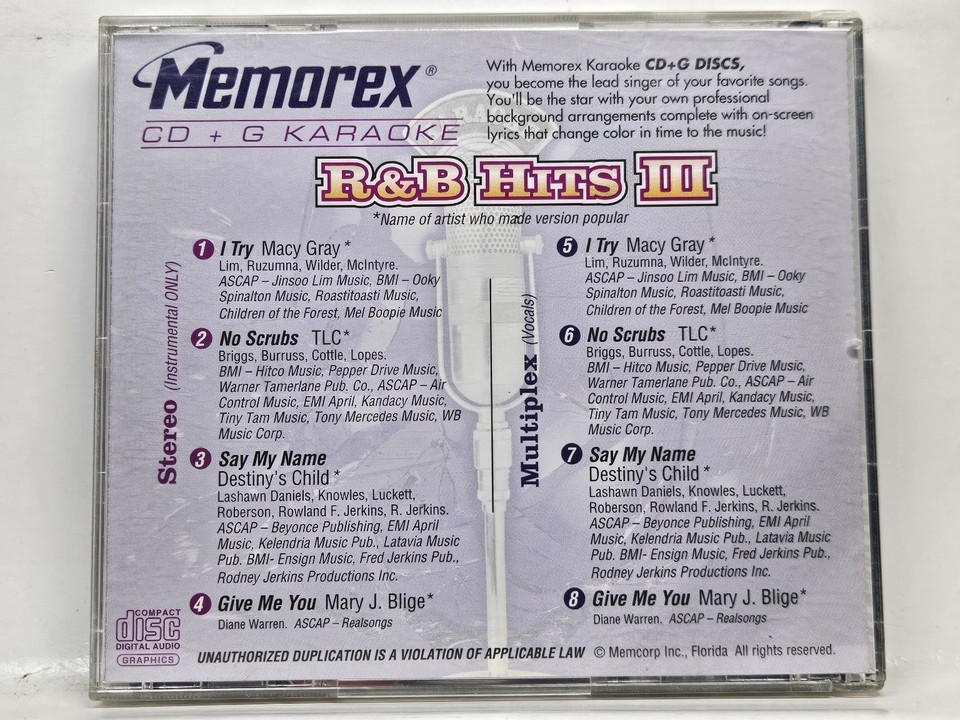 Memorex®
CD + G KARAOKE
With Memorex Karaoke CD+G DISCS,
you become the lead singer of your favorite songs.
You'll be the star with your own professional
background arrangements complete with on-screen
lyrics that change color in time to the music!
R&B HITS III
*Name of artist who made version popular
Stereo (Instrumental ONLY)
1 I Try Macy Gray*
Lim, Ruzumna, Wilder, McIntyre.
ASCAP – Jinsoo Lim Music, BMI – Ooky
Spinalton Music, Roastitoasti Music,
Children of the Forest, Mel Boopie Music
2 No Scrubs TLC*
Briggs, Burruss, Cottle, Lopes.
BMI – Hitco Music, Pepper Drive Music,
Warner Tamerlane Pub. Co., ASCAP – Air
Control Music, EMI April, Kandacy Music,
Tiny Tam Music, Tony Mercedes Music, WB
Music Corp.
3 Say My Name
Destiny's Child *
Lashawn Daniels, Knowles, Luckett,
Roberson, Rowland F. Jerkins, R. Jerkins.
ASCAP – Beyonce Publishing, EMI April
Music, Kelendria Music Pub., Latavia Music
Pub. BMI- Ensign Music, Fred Jerkins Pub.,
Rodney Jerkins Productions Inc.
4 Give Me You Mary J. Blige*
Diane Warren. ASCAP – Realsongs
Multiplex (Vocals)
5 I Try Macy Gray*
Lim, Ruzumna, Wilder, McIntyre.
ASCAP – Jinsoo Lim Music, BMI – Ooky
Spinalton Music, Roastitoasti Music,
Children of the Forest, Mel Boopie Music
6 No Scrubs TLC*
Briggs, Burruss, Cottle, Lopes.
BMI – Hitco Music, Pepper Drive Music,
Warner Tamerlane Pub. Co., ASCAP – Air
Control Music, EMI April, Kandacy Music,
Tiny Tam Music, Tony Mercedes Music, WB
Music Corp.
7 Say My Name
Destiny's Child *
Lashawn Daniels, Knowles, Luckett,
Roberson, Rowland F. Jerkins, R. Jerkins.
ASCAP – Beyonce Publishing, EMI April
Music, Kelendria Music Pub., Latavia Music
Pub. BMI- Ensign Music, Fred Jerkins Pub.,
Rodney Jerkins Productions Inc.
8 Give Me You Mary J. Blige*
Diane Warren. ASCAP – Realsongs
COMPACT
disc
DIGITAL AUDIO
GRAPHICS
UNAUTHORIZED DUPLICATION IS A VIOLATION OF APPLICABLE LAW © Memcorp Inc., Florida All rights reserved.